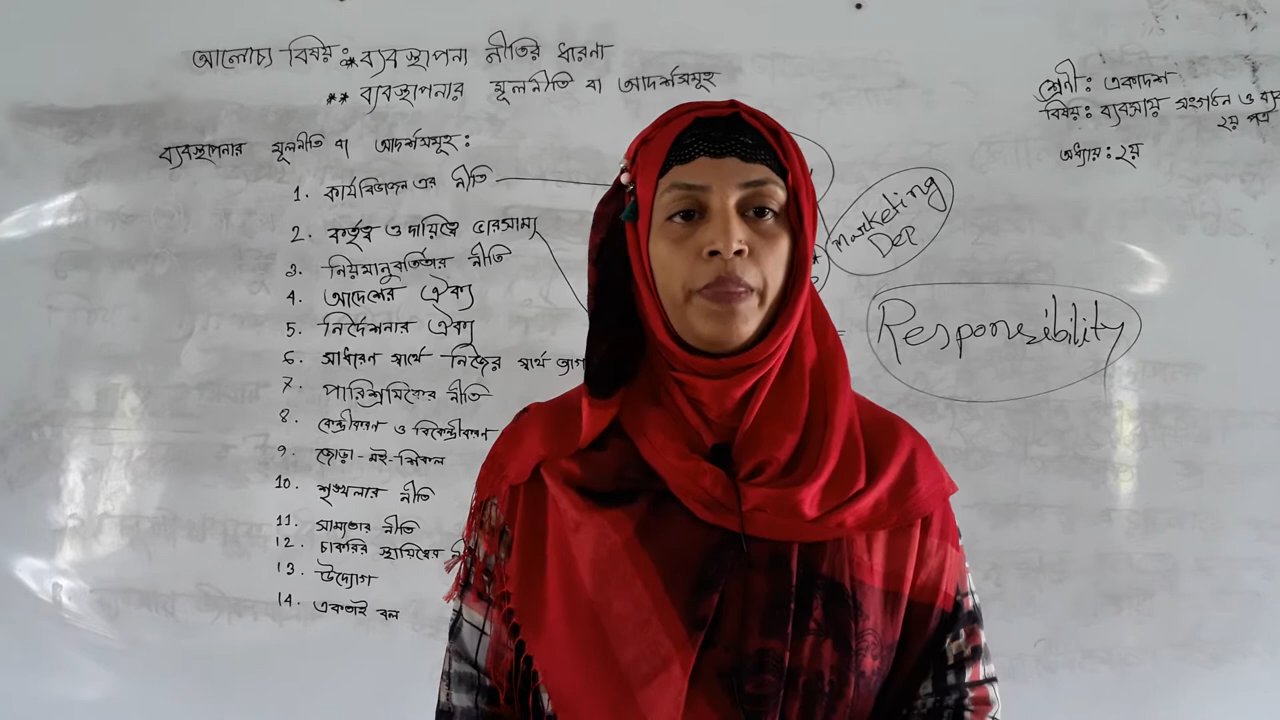 আলোচ্য বিষয়ঃ * ব্যবস্থাপনা নীতির ধারনা
** ব্যবস্থাপনার মূলনীতি বা আদর্শসমূহ
শ্রেনী: একাদশ
বিষয়: ব্যবসায় সংগঠন ও ব্যব
২য় পত্র
অধ্যায়: ২য়
ব্যবস্থাপনার মূলনীতি বা আদর্শসমূহ:
1. কার্যবিভাজন এর নীতি
2. কর্তৃত্ব ও দায়িত্বে ভারসাম্য
3. নিয়মানুবর্তিতার নীতি
4. আদেশের ঐক্য
5. নির্দেশনার ঐক্য
6. সাধারণ স্বার্থে নিজের স্বার্থ ত্যাগ
7. পারিশ্রমিকের নীতি
8. কেন্দ্রীকরণ ও বিকেন্দ্রীকরণ
9. জোড়া-মই-শিকল
10. শৃঙ্খলার নীতি
11. সাম্যতার নীতি
12. চাকরির স্থায়িত্বের নী
13. উদ্যোগ
14. একতাই বল
Marketing
Dep
Responsibility